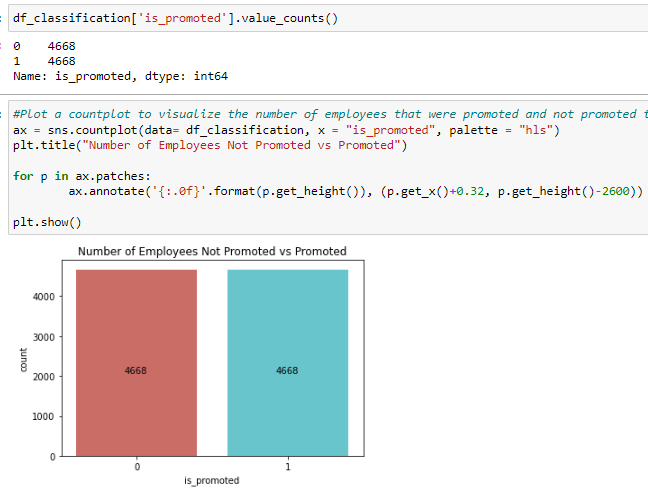 df_classification['is_promoted'].value_counts()
0    4668
1    4668
Name: is_promoted, dtype: int64
#Plot a countplot to visualize the number of employees that were promoted and not promoted
ax = sns.countplot(data= df_classification, x = "is_promoted", palette = "hls")
plt.title("Number of Employees Not Promoted vs Promoted")
for p in ax.patches:
        ax.annotate('{:.0f}'.format(p.get_height()), (p.get_x()+0.32, p.get_height()-2600))
plt.show()
Number of Employees Not Promoted vs Promoted
4000
3000
2000
1000
0
count
4668
4668
0
1
is_promoted